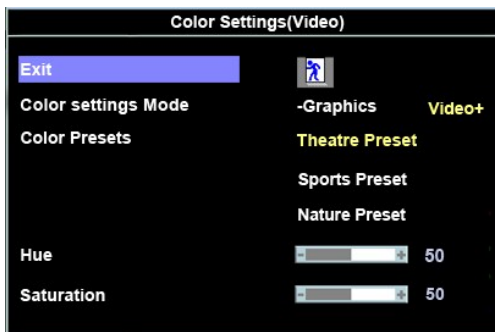 Color Settings(Video)
Exit
Color settings Mode -Graphics Video+
Color Presets Theatre Preset
Sports Preset
Nature Preset
Hue - + 50
Saturation - + 50